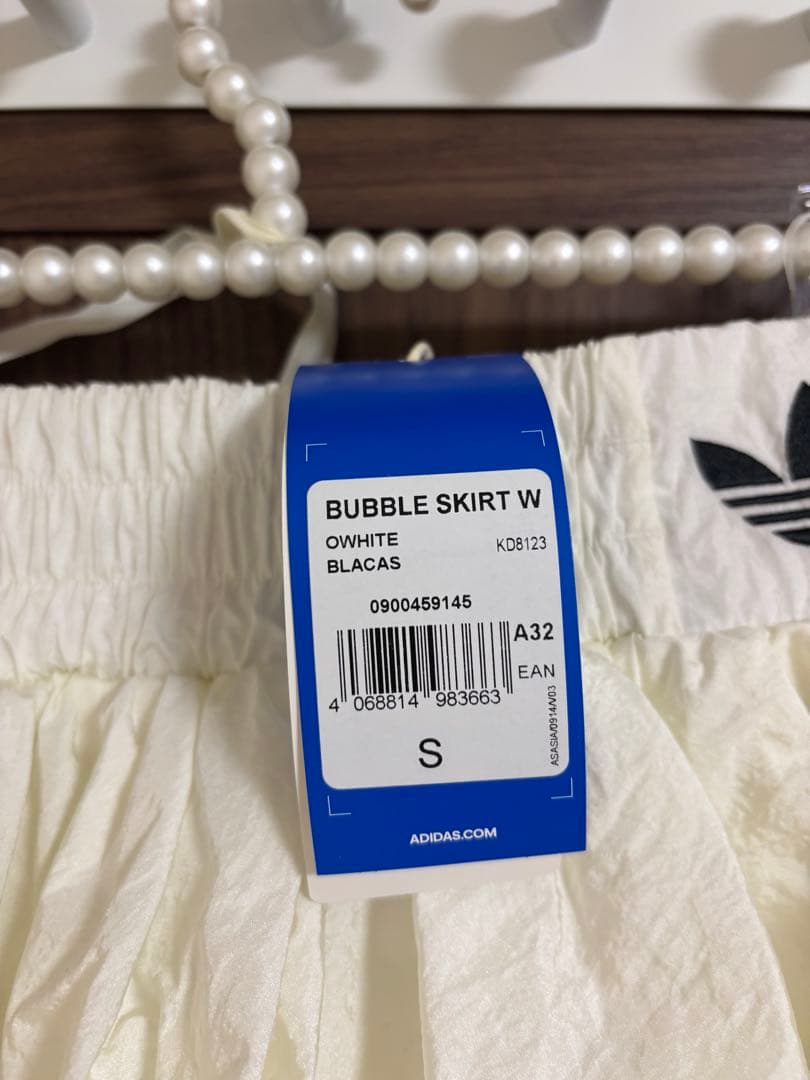 BUBBLE SKIRT W
OWHITE
KD8123
BLACAS
0900459145
A32
EAN
4 068814 983663
ASASIA/0914/V03
S
ADIDAS.COM